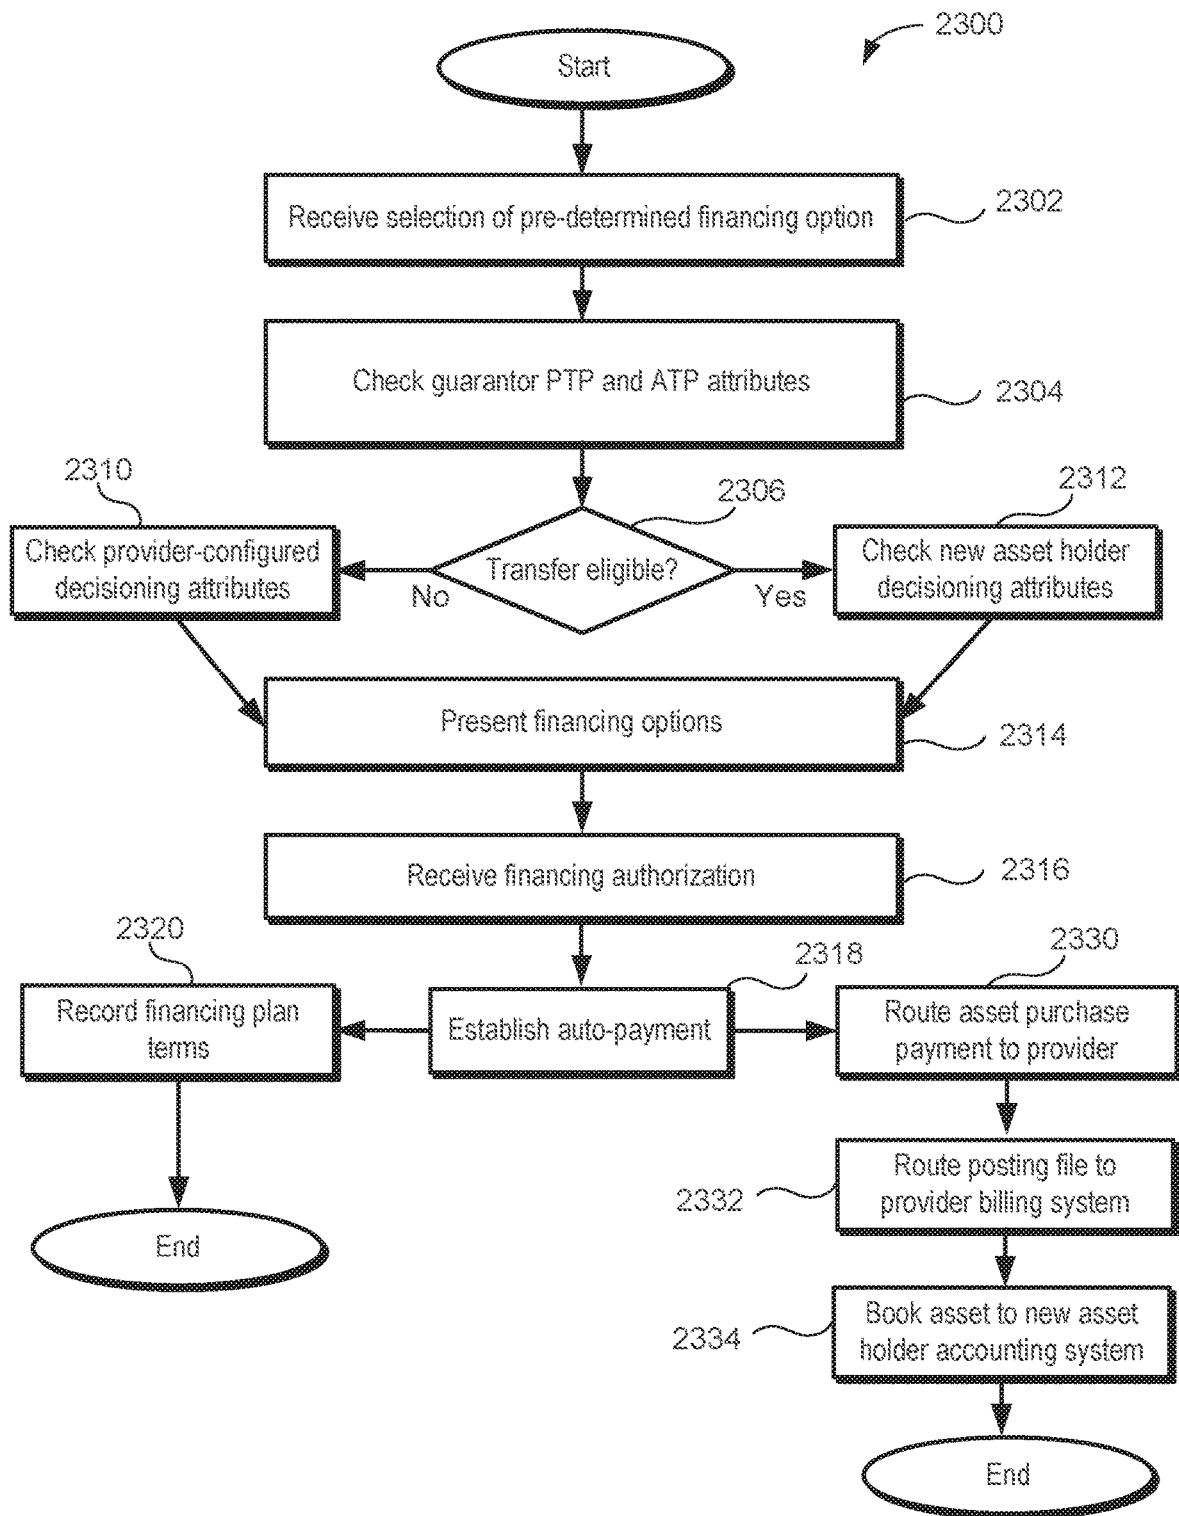 2300
Start
Receive selection of pre-determined financing option
2302
Check guarantor PTP and ATP attributes
2304
2310
2306
2312
Check provider-configured
decisioning attributes
Transfer eligible?
No
Yes
Check new asset holder
decisioning attributes
Present financing options
2314
Receive financing authorization
2316
2320
2318
2330
Record financing plan
terms
Establish auto-payment
Route asset purchase
payment to provider
2332
Route posting file to
provider billing system
End
2334
Book asset to new asset
holder accounting system
End